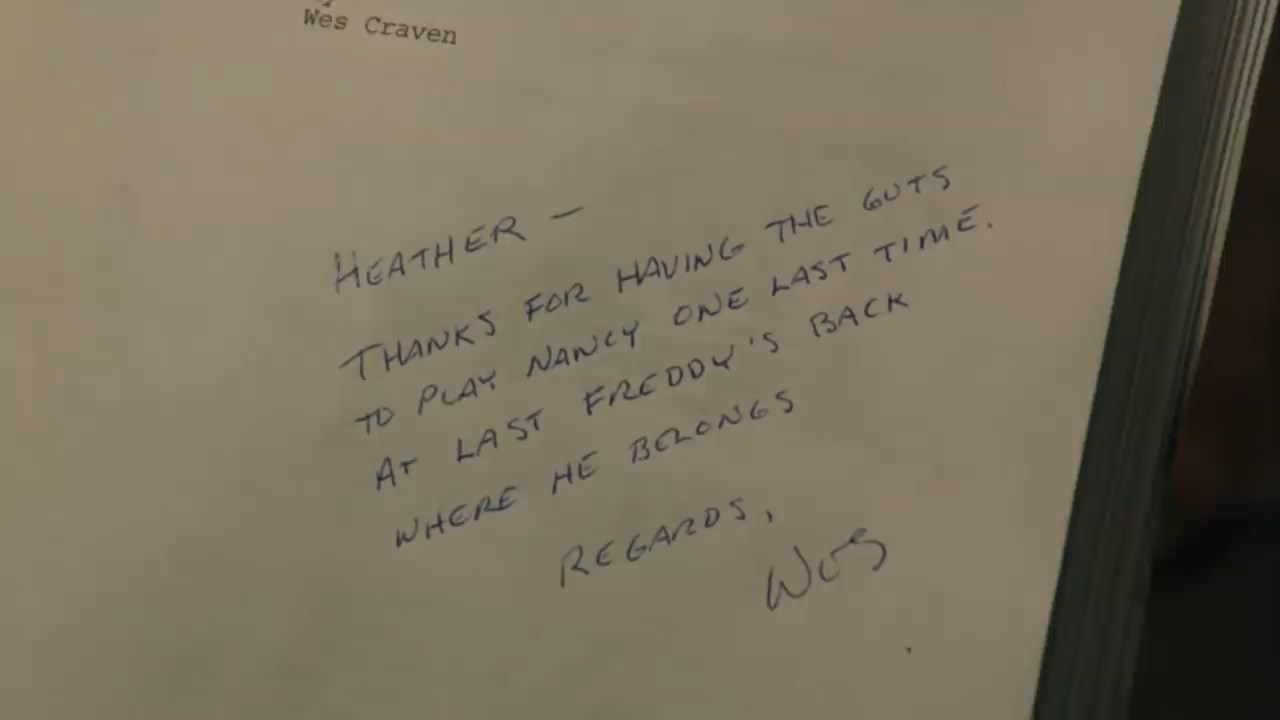 Wes Craven
HEATHER —
THANKS FOR HAVING THE GUTS
TO PLAY NANCY ONE LAST TIME.
AT LAST FREDDY'S BACK
WHERE HE BELONGS
REGARDS,
Wes